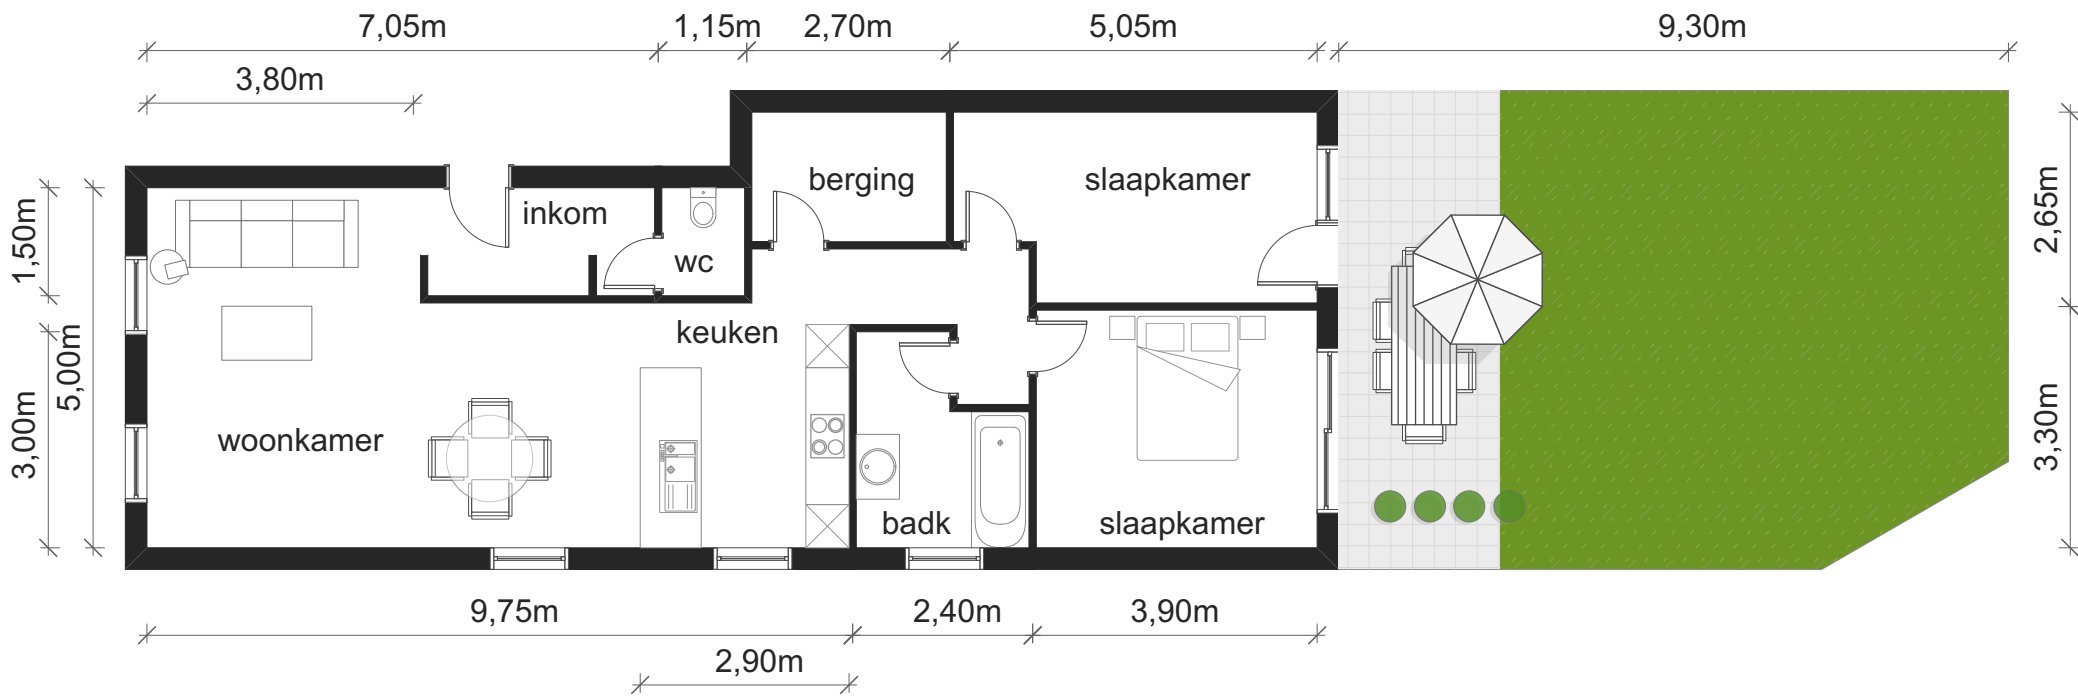 7,05m
1,15m
2,70m
5,05m
9,30m
3,80m
berging
slaapkamer
inkom
wc
1,50m
5,00m
3,00m
2,65m
3,30m
keuken
woonkamer
badk
slaapkamer
9,75m
2,40m
3,90m
2,90m